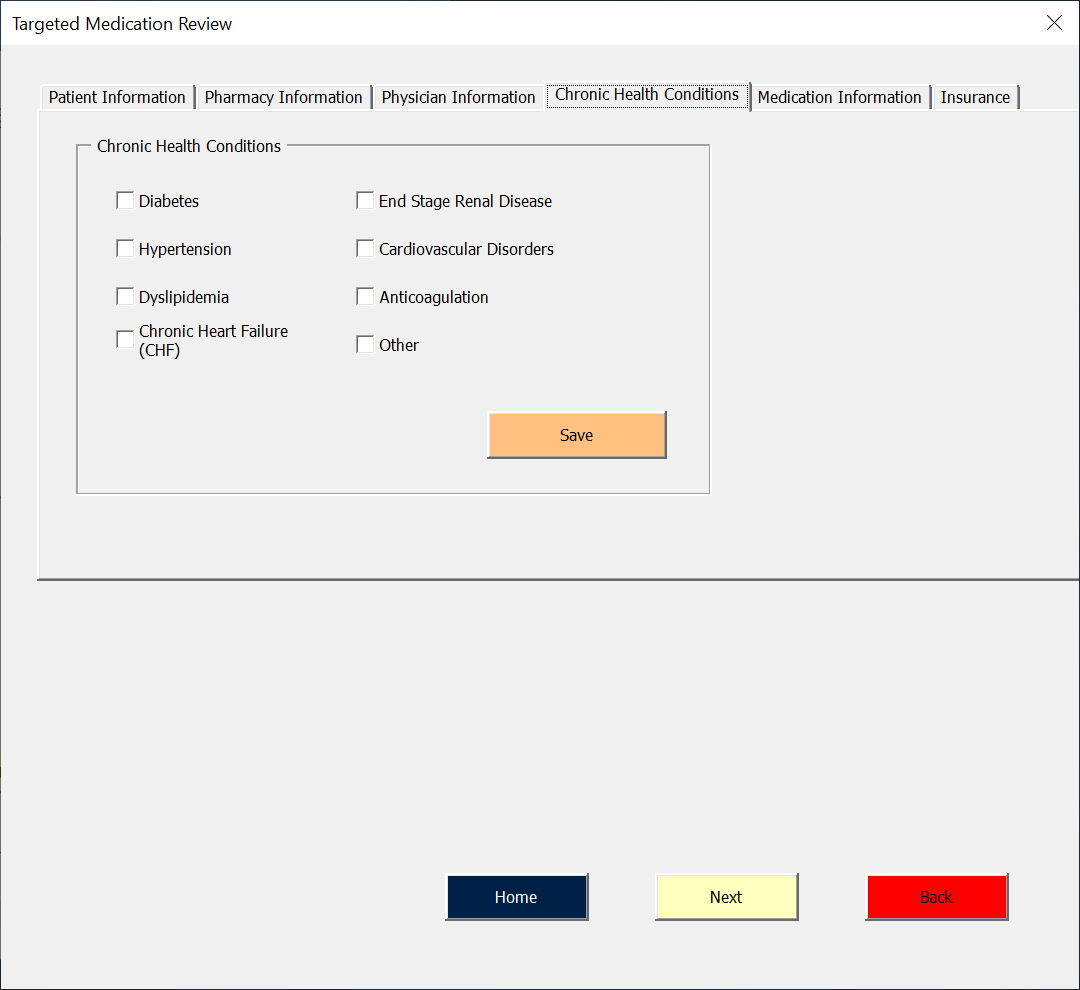 Targeted Medication Review
Patient Information
Pharmacy Information
Physician Information
Chronic Health Conditions
Medication Information
Insurance
Chronic Health Conditions
Diabetes
End Stage Renal Disease
Hypertension
Cardiovascular Disorders
Dyslipidemia
Anticoagulation
Chronic Heart Failure
(CHF)
Other
Save
Home
Next
Back